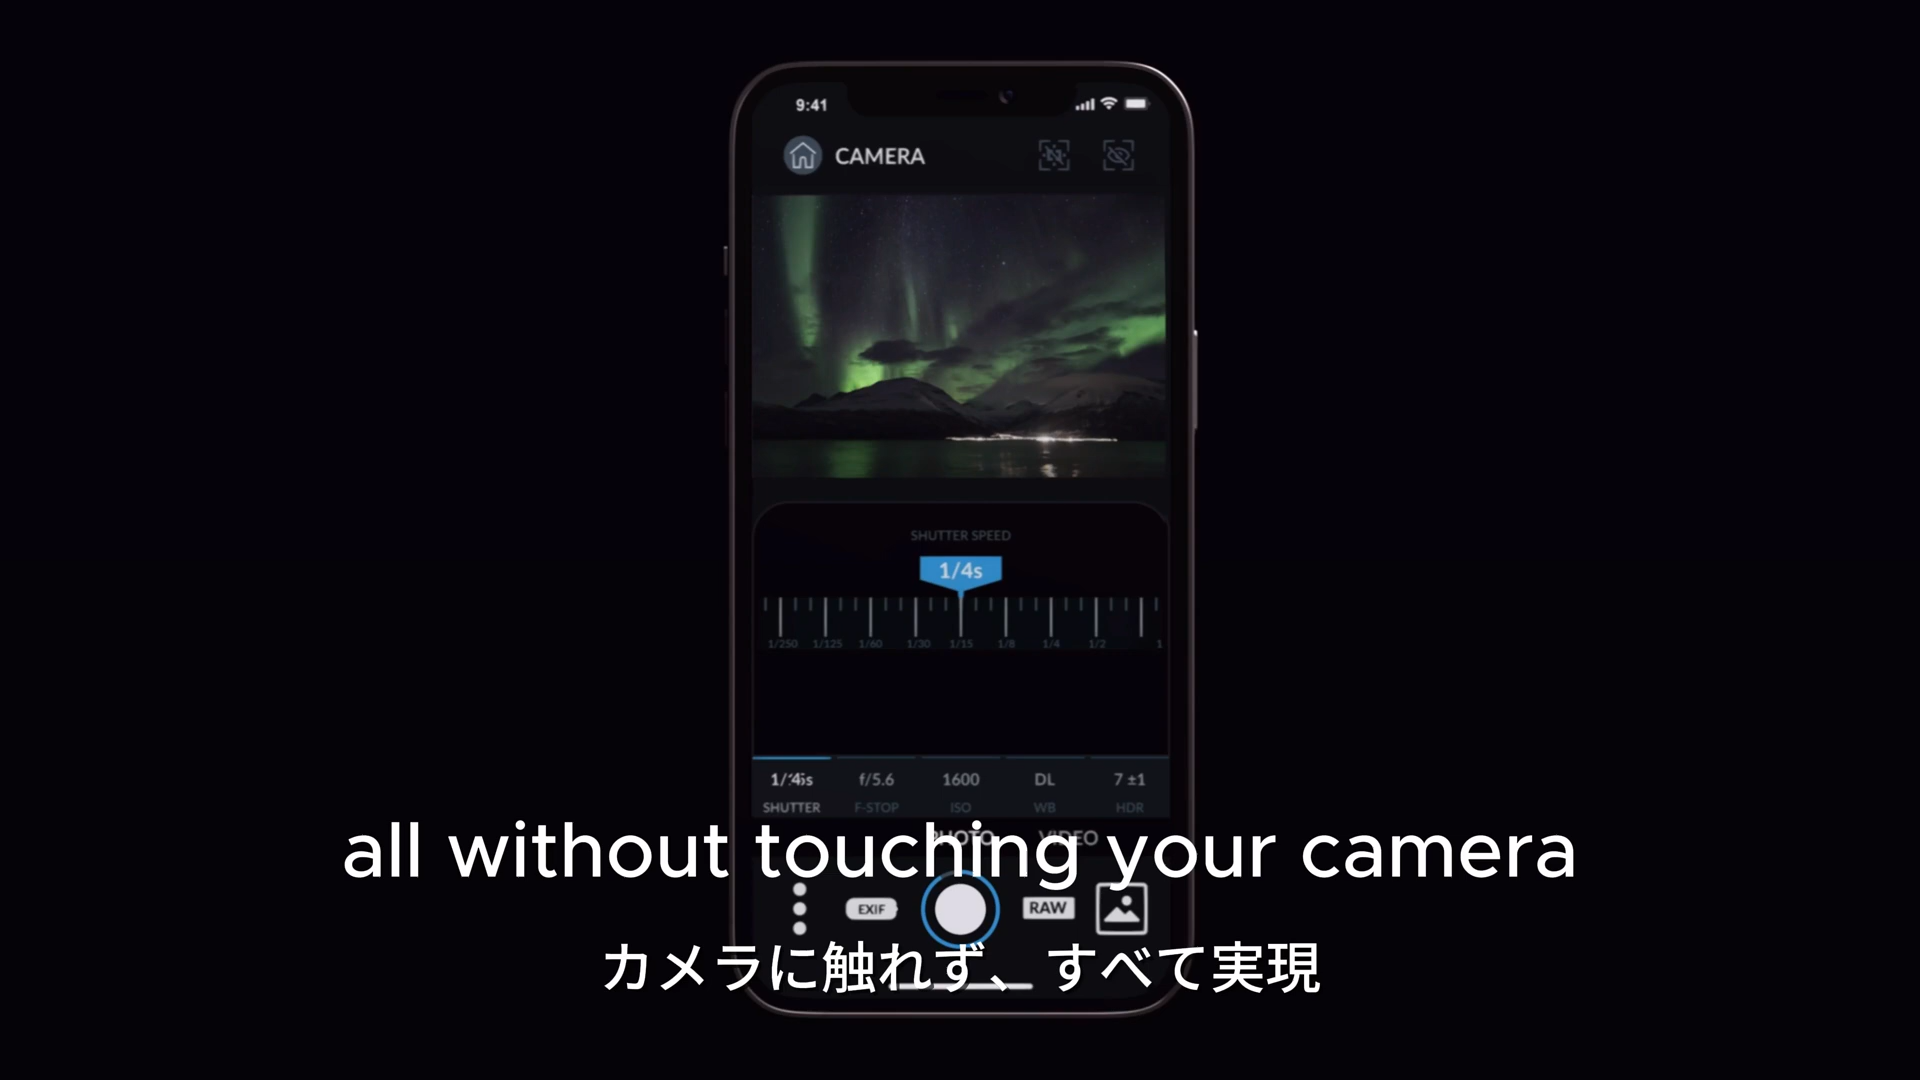 9:41
CAMERA
SHUTTER SPEED
1/4s
1/250 1/125 1/60 1/30 1/15 1/8 1/4 1/2 1
f/5.6 1600 DL 7 ±1
SHUTTER F-STOP ISO WB HDR
PHOTO VIDEO
all without touching your camera
EXIF RAW
カメラに触れず、すべて実現